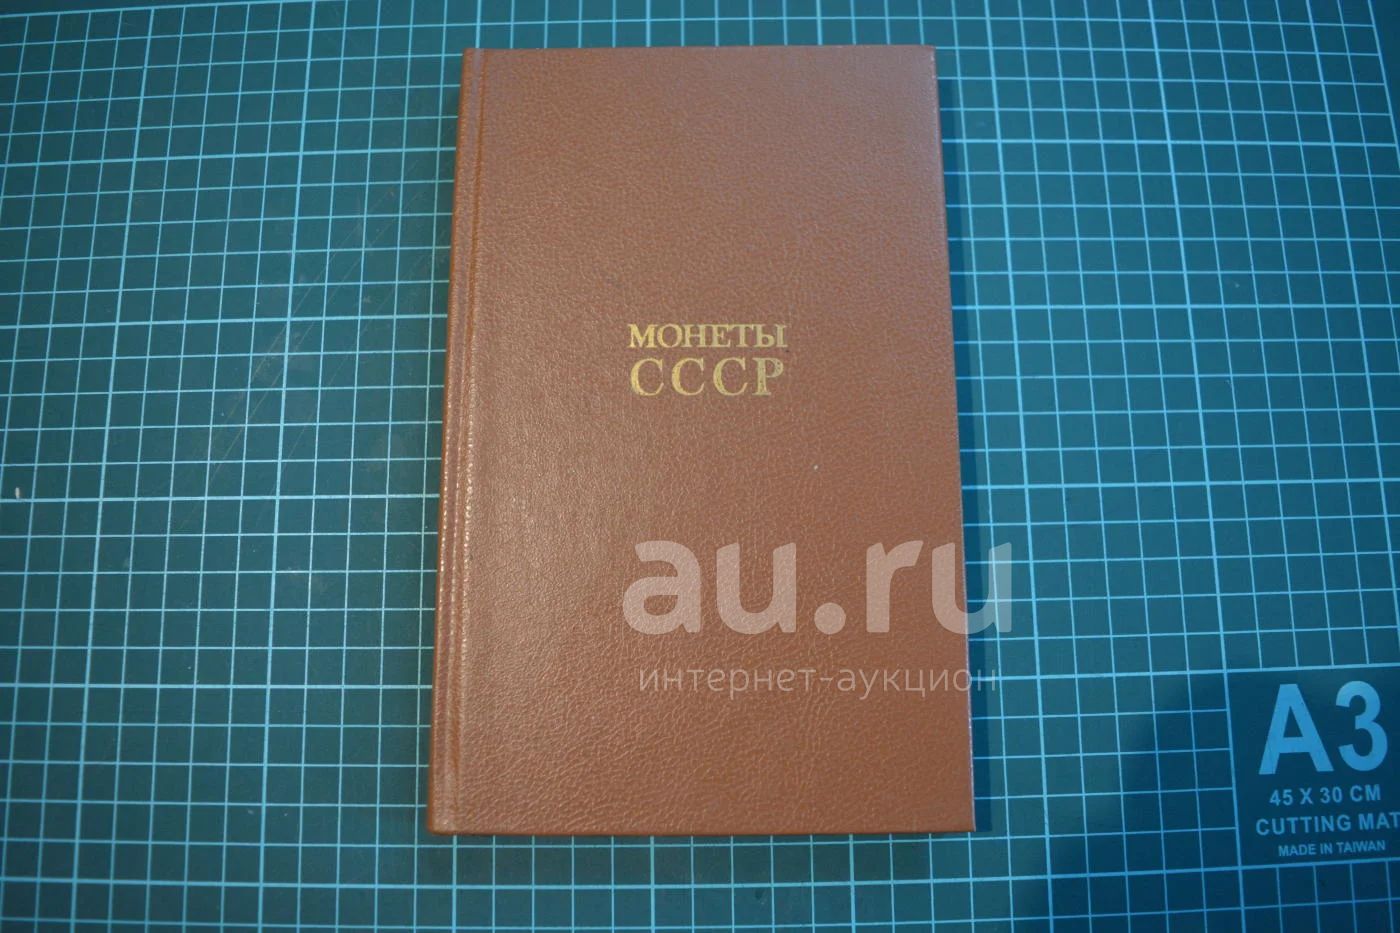 МОНЕТЫ
СССР
au.ru
интернет-аукцион
A3
45 X 30 CM
CUTTING MAT
MADE IN TAIWAN